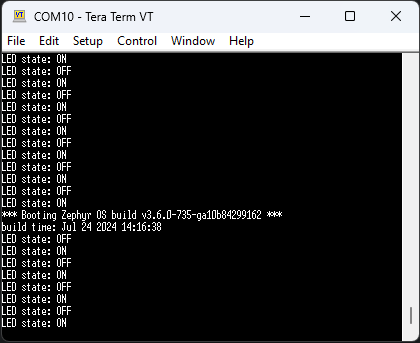 COM10 - Tera Term VT
File Edit Setup Control Window Help
LED state: ON
LED state: OFF
LED state: ON
LED state: OFF
LED state: ON
LED state: OFF
LED state: ON
LED state: OFF
LED state: ON
LED state: OFF
LED state: ON
LED state: OFF
LED state: ON
*** Booting Zephyr OS build v3.6.0-735-ga10b84299162 ***
build time: Jul 24 2024 14:16:38
LED state: OFF
LED state: ON
LED state: OFF
LED state: ON
LED state: OFF
LED state: ON
LED state: OFF
LED state: ON